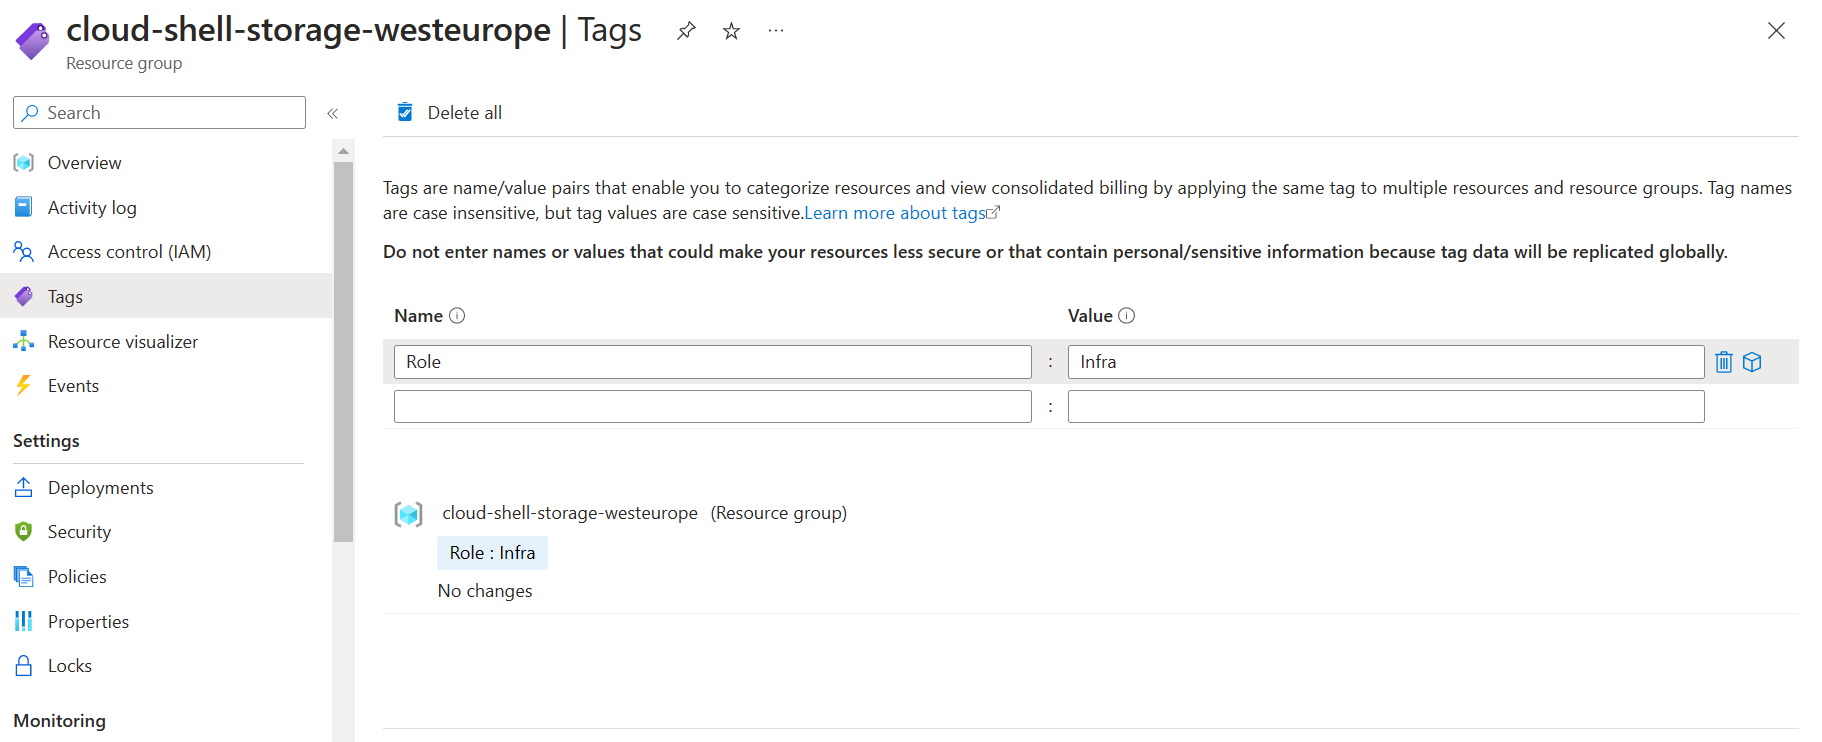 cloud-shell-storage-westeurope | Tags
Resource group
Search
Overview
Activity log
Access control (IAM)
Tags
Resource visualizer
Events
Settings
Deployments
Security
Policies
Properties
Locks
Monitoring
Delete all
Tags are name/value pairs that enable you to categorize resources and view consolidated billing by applying the same tag to multiple resources and resource groups. Tag names
are case insensitive, but tag values are case sensitive.Learn more about tags
Do not enter names or values that could make your resources less secure or that contain personal/sensitive information because tag data will be replicated globally.
Name Value
Role : Infra
:
cloud-shell-storage-westeurope (Resource group)
Role : Infra
No changes